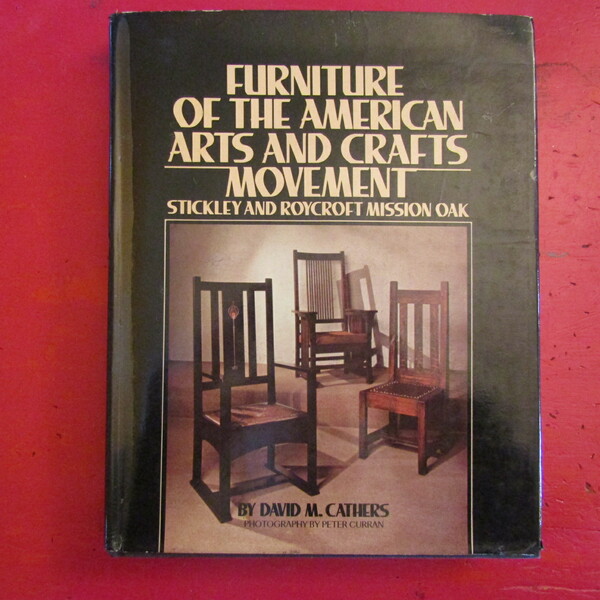 FURNITURE
OF THE AMERICAN
ARTS AND CRAFTS
MOVEMENT
STICKLEY AND ROYCROFT MISSION OAK
BY DAVID M. CATHERS
PHOTOGRAPHY BY PETER CURRAN